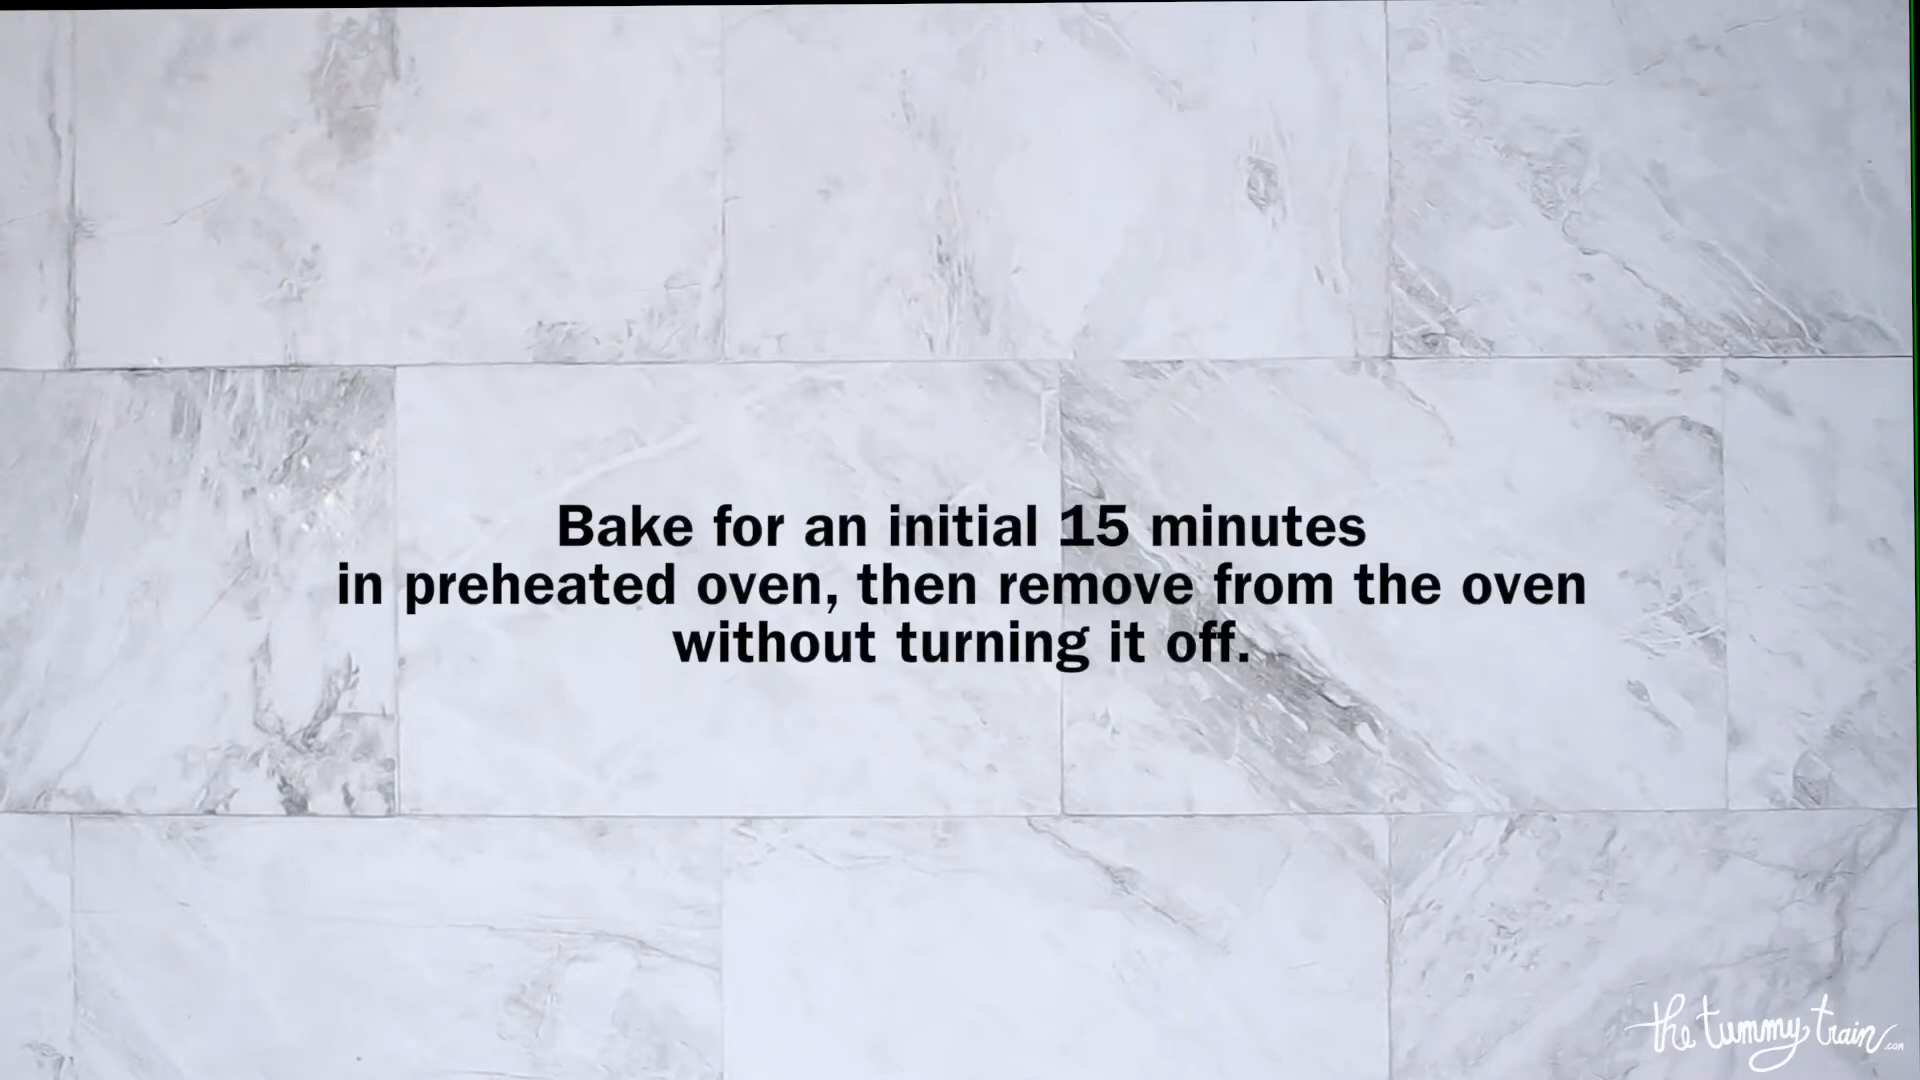 Bake for an initial 15 minutes
in preheated oven, then remove from the oven
without turning it off.
the tummy train.com